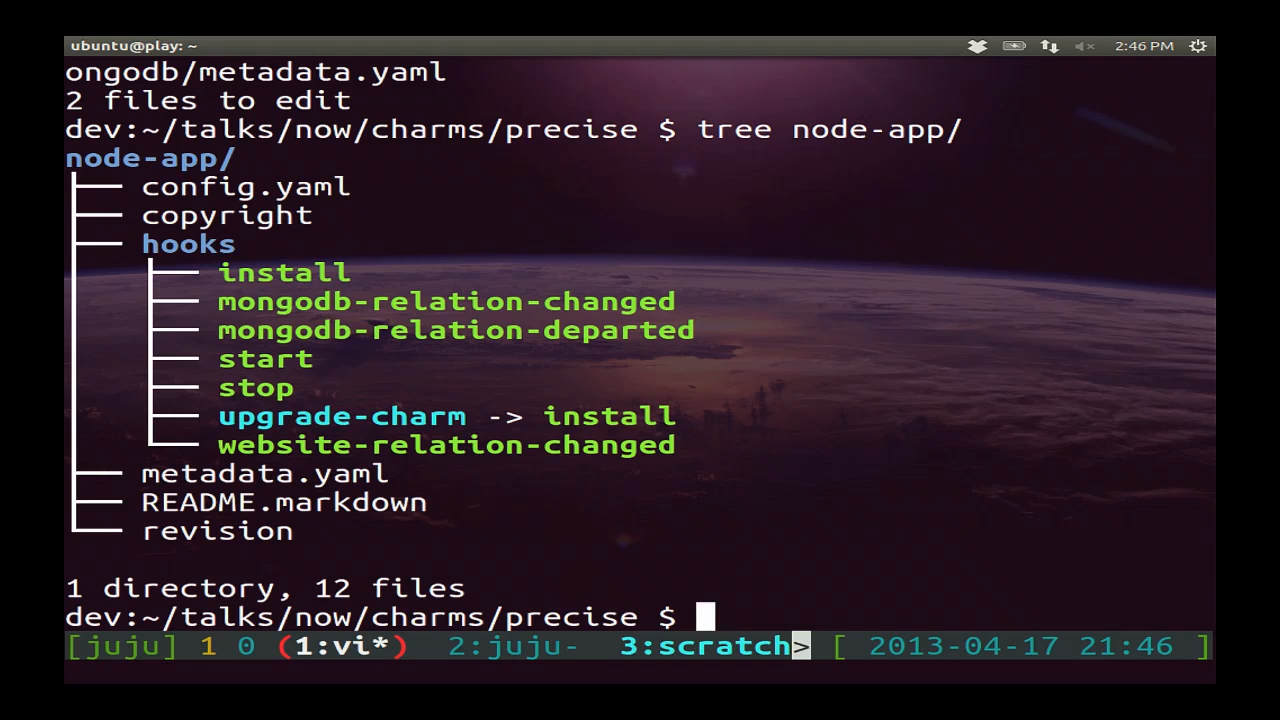 ubuntu@play: ~ 2:46 PM
ongodb/metadata.yaml
2 files to edit
dev:~/talks/now/charms/precise $ tree node-app/
node-app/
├── config.yaml
├── copyright
├── hooks
│   ├── install
│   ├── mongodb-relation-changed
│   ├── mongodb-relation-departed
│   ├── start
│   ├── stop
│   ├── upgrade-charm -> install
│   └── website-relation-changed
├── metadata.yaml
├── README.markdown
└── revision
1 directory, 12 files
dev:~/talks/now/charms/precise $
[juju] 1 0 (1:vi*) 2:juju- 3:scratch> [ 2013-04-17 21:46 ]